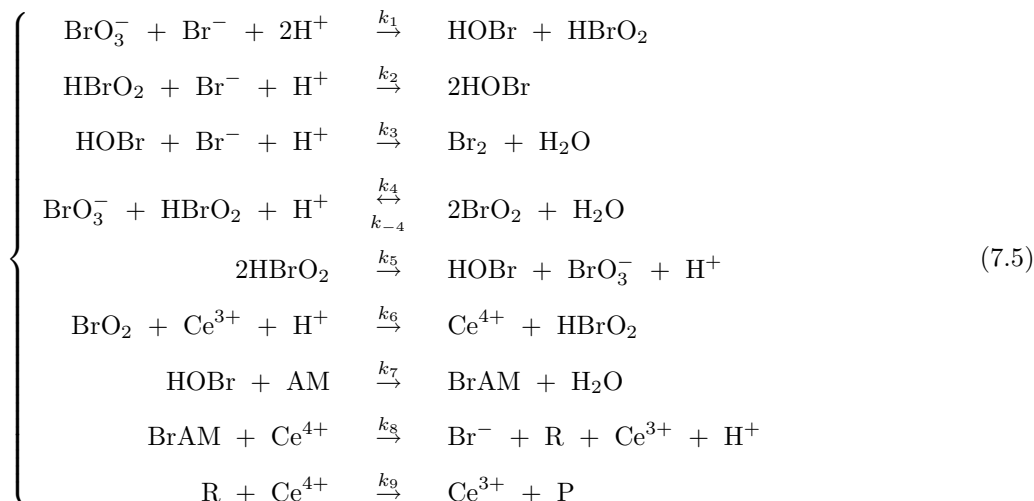 BrO₃⁻ + Br⁻ + 2H⁺ →(k₁) HOBr + HBrO₂
HBrO₂ + Br⁻ + H⁺ →(k₂) 2HOBr
HOBr + Br⁻ + H⁺ →(k₃) Br₂ + H₂O
BrO₃⁻ + HBrO₂ + H⁺ ↔(k₄, k₋₄) 2BrO₂ + H₂O
2HBrO₂ →(k₅) HOBr + BrO₃⁻ + H⁺ (7.5)
BrO₂ + Ce³⁺ + H⁺ →(k₆) Ce⁴⁺ + HBrO₂
HOBr + AM →(k₇) BrAM + H₂O
BrAM + Ce⁴⁺ →(k₈) Br⁻ + R + Ce³⁺ + H⁺
R + Ce⁴⁺ →(k₉) Ce³⁺ + P